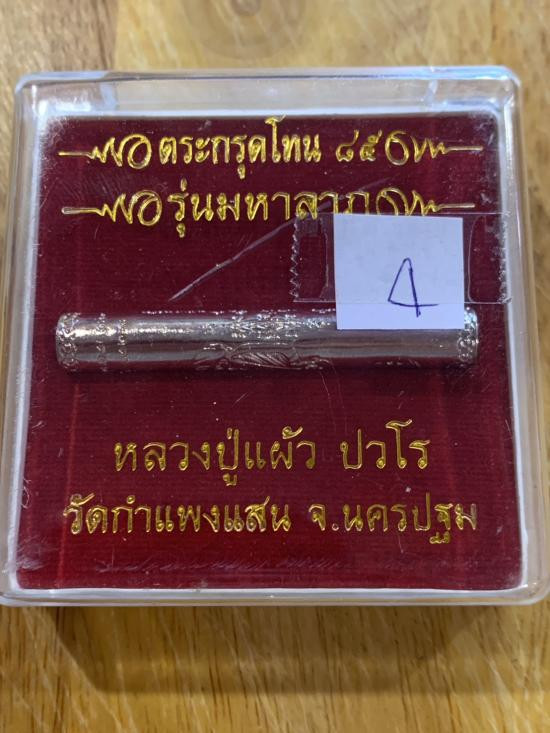 ตระกรุดโทน ๘๕
รุ่นมหาลาภ
4
หลวงปู่แผ้ว ปวโร
วัดกำแพงแสน จ.นครปฐม